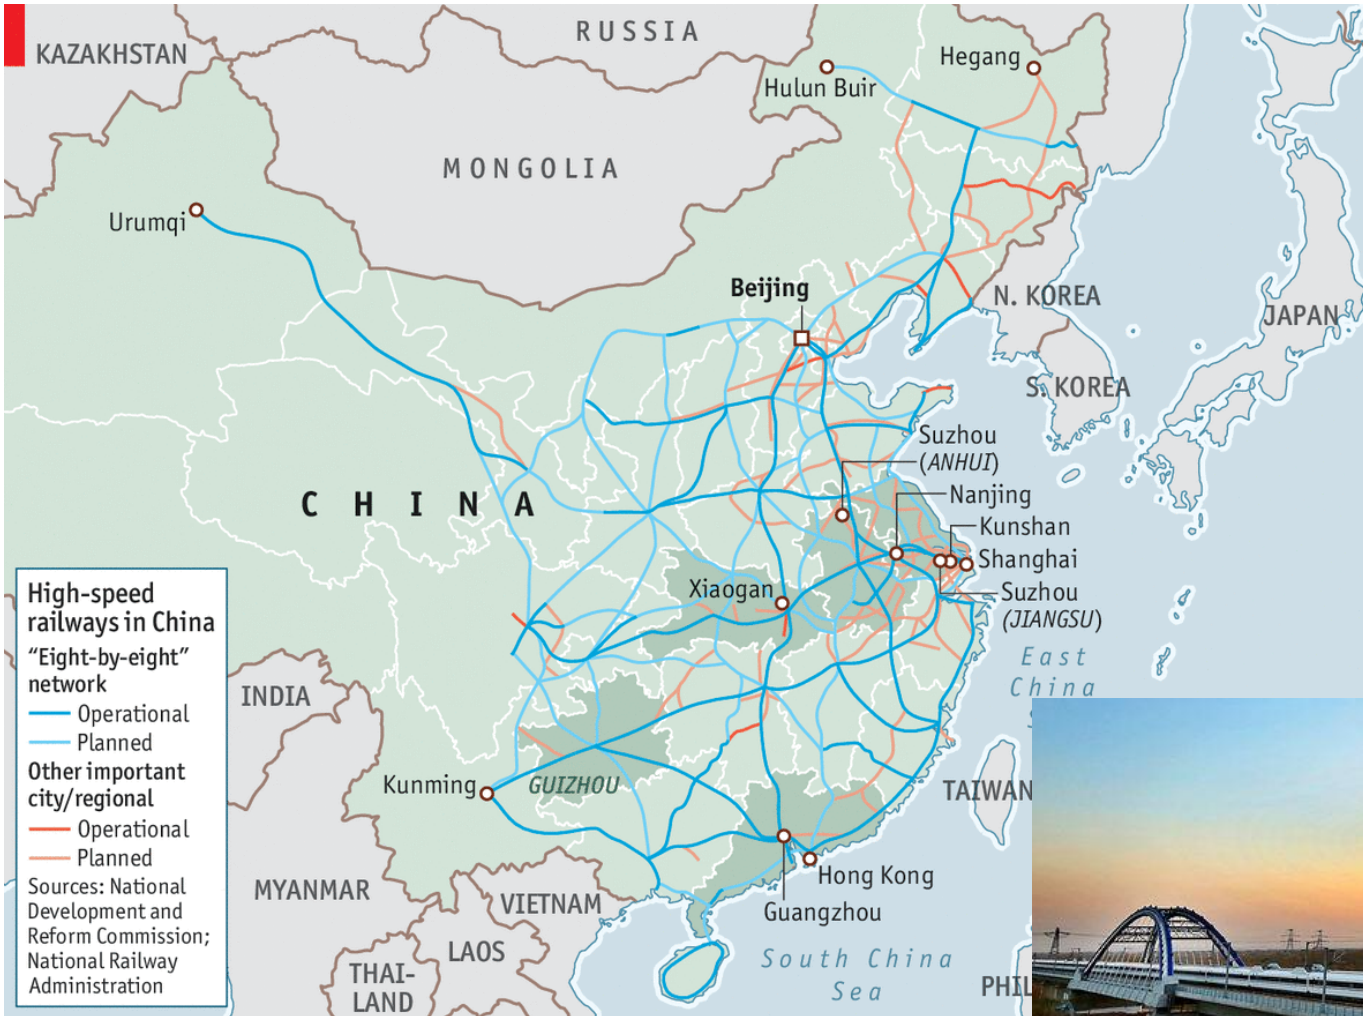 KAZAKHSTAN
RUSSIA
Hegang
Hulun Buir
MONGOLIA
Urumqi
Beijing
N. KOREA
JAPAN
S. KOREA
Suzhou
(ANHUI)
CHINA
Nanjing
Kunshan
Shanghai
Xiaogan
Suzhou
(JIANGSU)
East
China
S
High-speed
railways in China
“Eight-by-eight”
network
Operational
Planned
Other important
city/regional
Operational
Planned
Sources: National
Development and
Reform Commission;
National Railway
Administration
INDIA
Kunming
GUIZHOU
TAIWAN
MYANMAR
VIETNAM
Hong Kong
Guangzhou
LAOS
THAI-
LAND
South China
Sea
PHIL